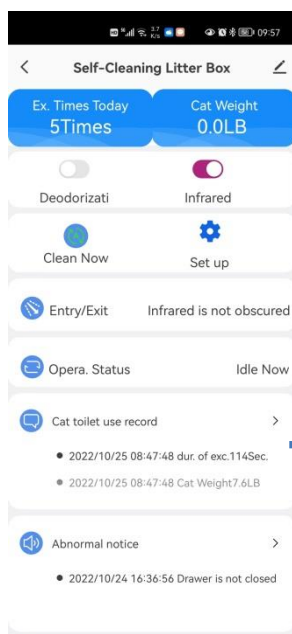 HD 3.7 K/s 09:57
Self-Cleaning Litter Box
Ex. Times Today
5Times
Cat Weight
0.0LB
Deodorizati
Infrared
Clean Now
Set up
Entry/Exit Infrared is not obscured
Opera. Status Idle Now
Cat toilet use record
2022/10/25 08:47:48 dur. of exc.114Sec.
2022/10/25 08:47:48 Cat Weight7.6LB
Abnormal notice
2022/10/24 16:36:56 Drawer is not closed